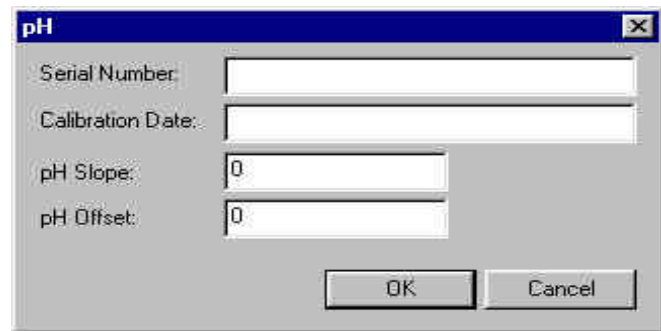 pH
Serial Number:
Calibration Date:
pH Slope: 0
pH Offset: 0
OK Cancel